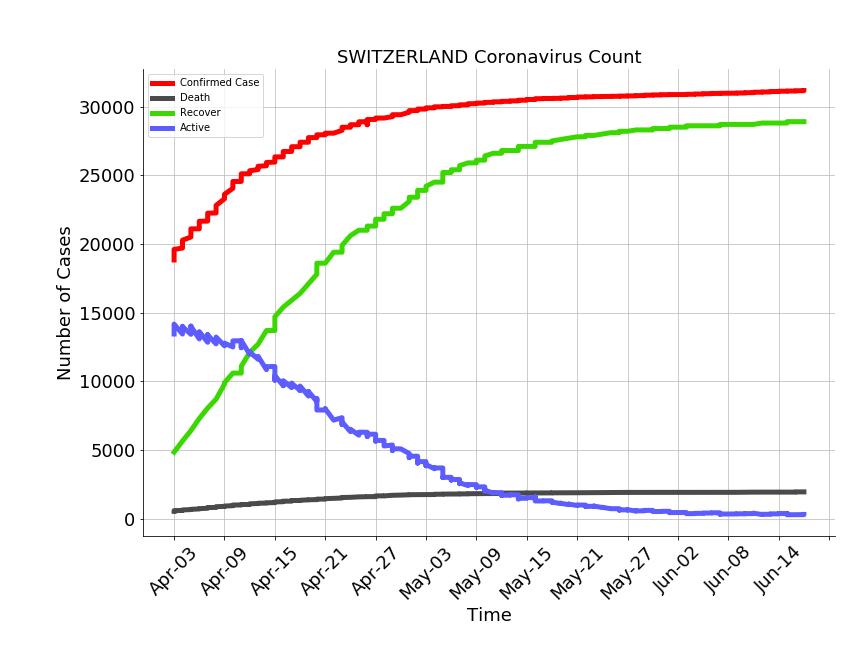 SWITZERLAND Coronavirus Count
Confirmed Case
Death
Recover
Active
30000
25000
20000
15000
10000
5000
0
Number of Cases
Apr-03 Apr-09 Apr-15 Apr-21 Apr-27 May-03 May-09 May-15 May-21 May-27 Jun-02 Jun-08 Jun-14
Time